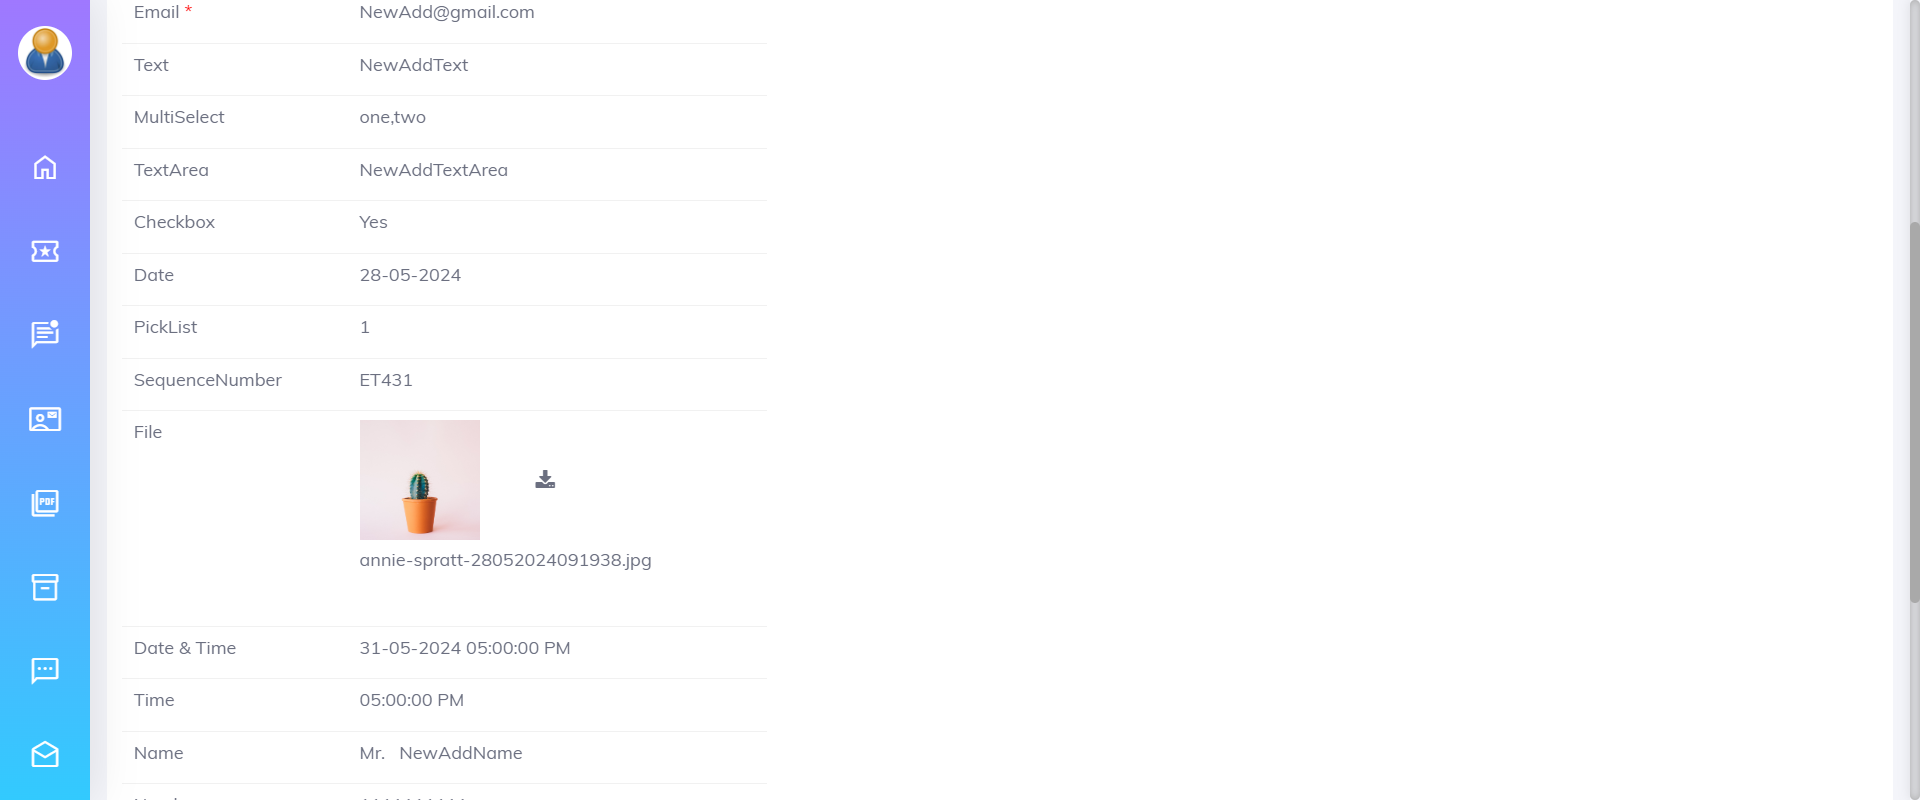 Email * NewAdd@gmail.com
Text NewAddText
MultiSelect one,two
TextArea NewAddTextArea
Checkbox Yes
Date 28-05-2024
PickList 1
SequenceNumber ET431
File
annie-spratt-28052024091938.jpg
Date & Time 31-05-2024 05:00:00 PM
Time 05:00:00 PM
Name Mr. NewAddName
PDF